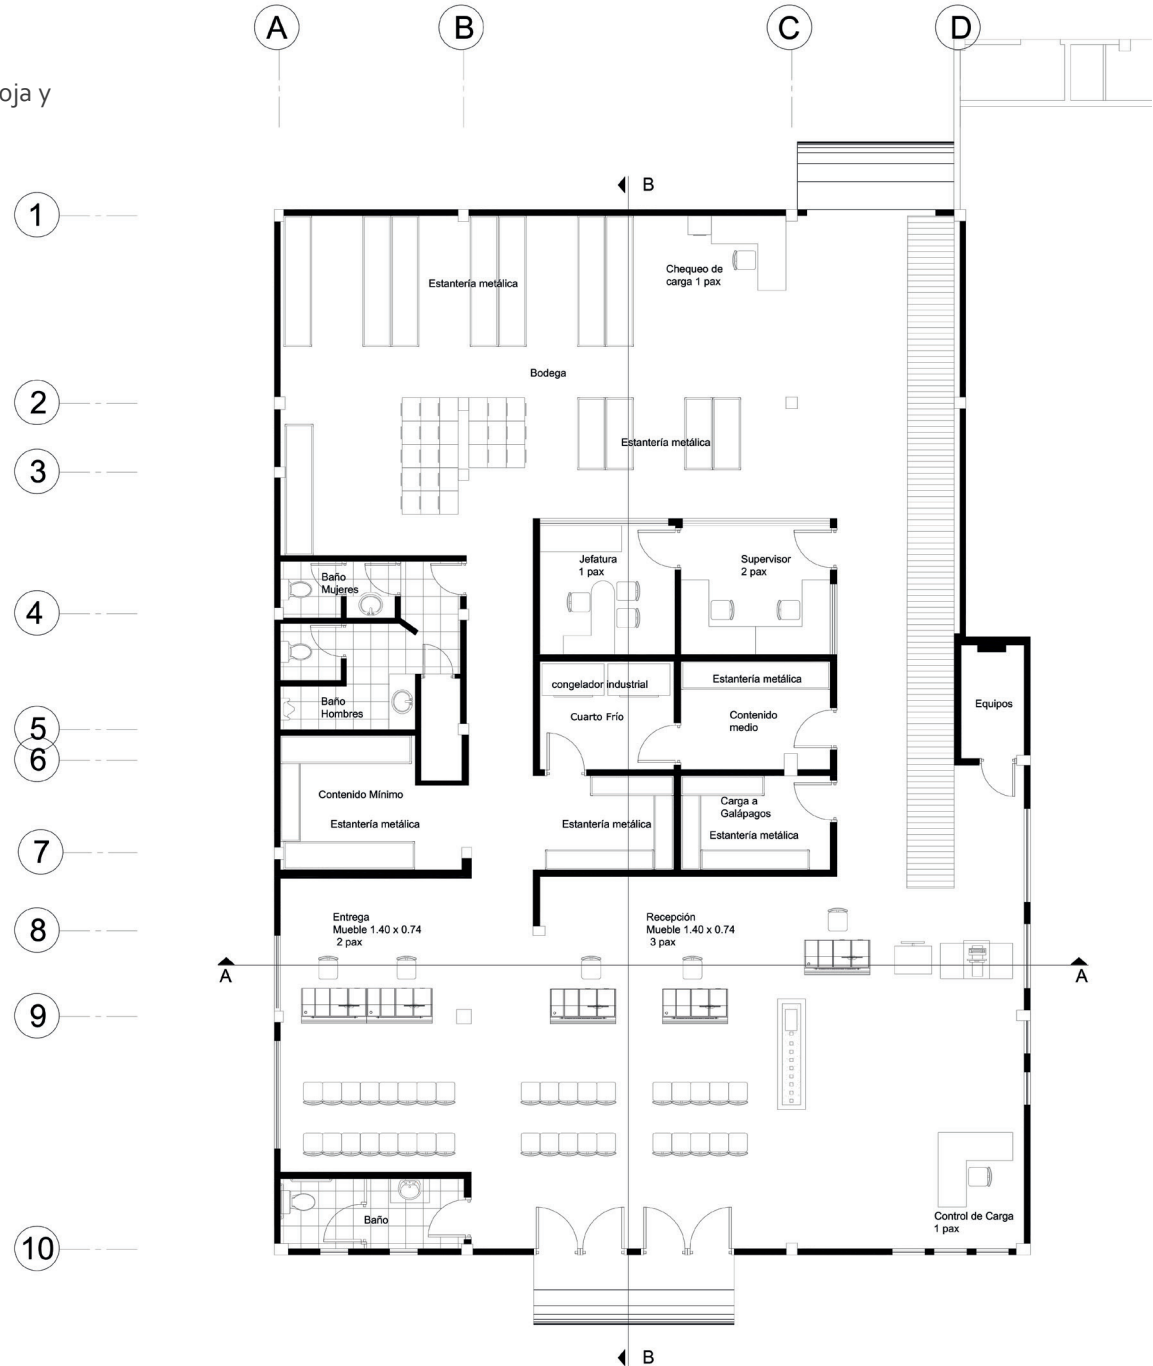 A
B
C
D
oja y
B
1
Estantería metálica
Chequeo de
carga 1 pax
Bodega
2
Estantería metálica
3
Jefatura
1 pax
Supervisor
2 pax
Baño
Mujeres
4
congelador industrial
Estantería metálica
Equipos
Baño
Hombres
Cuarto Frío
Contenido
medio
5
6
Contenido Mínimo
Estantería metálica
Estantería metálica
Carga a
Galápagos
Estantería metálica
7
Entrega
Mueble 1.40 x 0.74
2 pax
Recepción
Mueble 1.40 x 0.74
3 pax
8
A
A
9
Control de Carga
1 pax
Baño
10
B